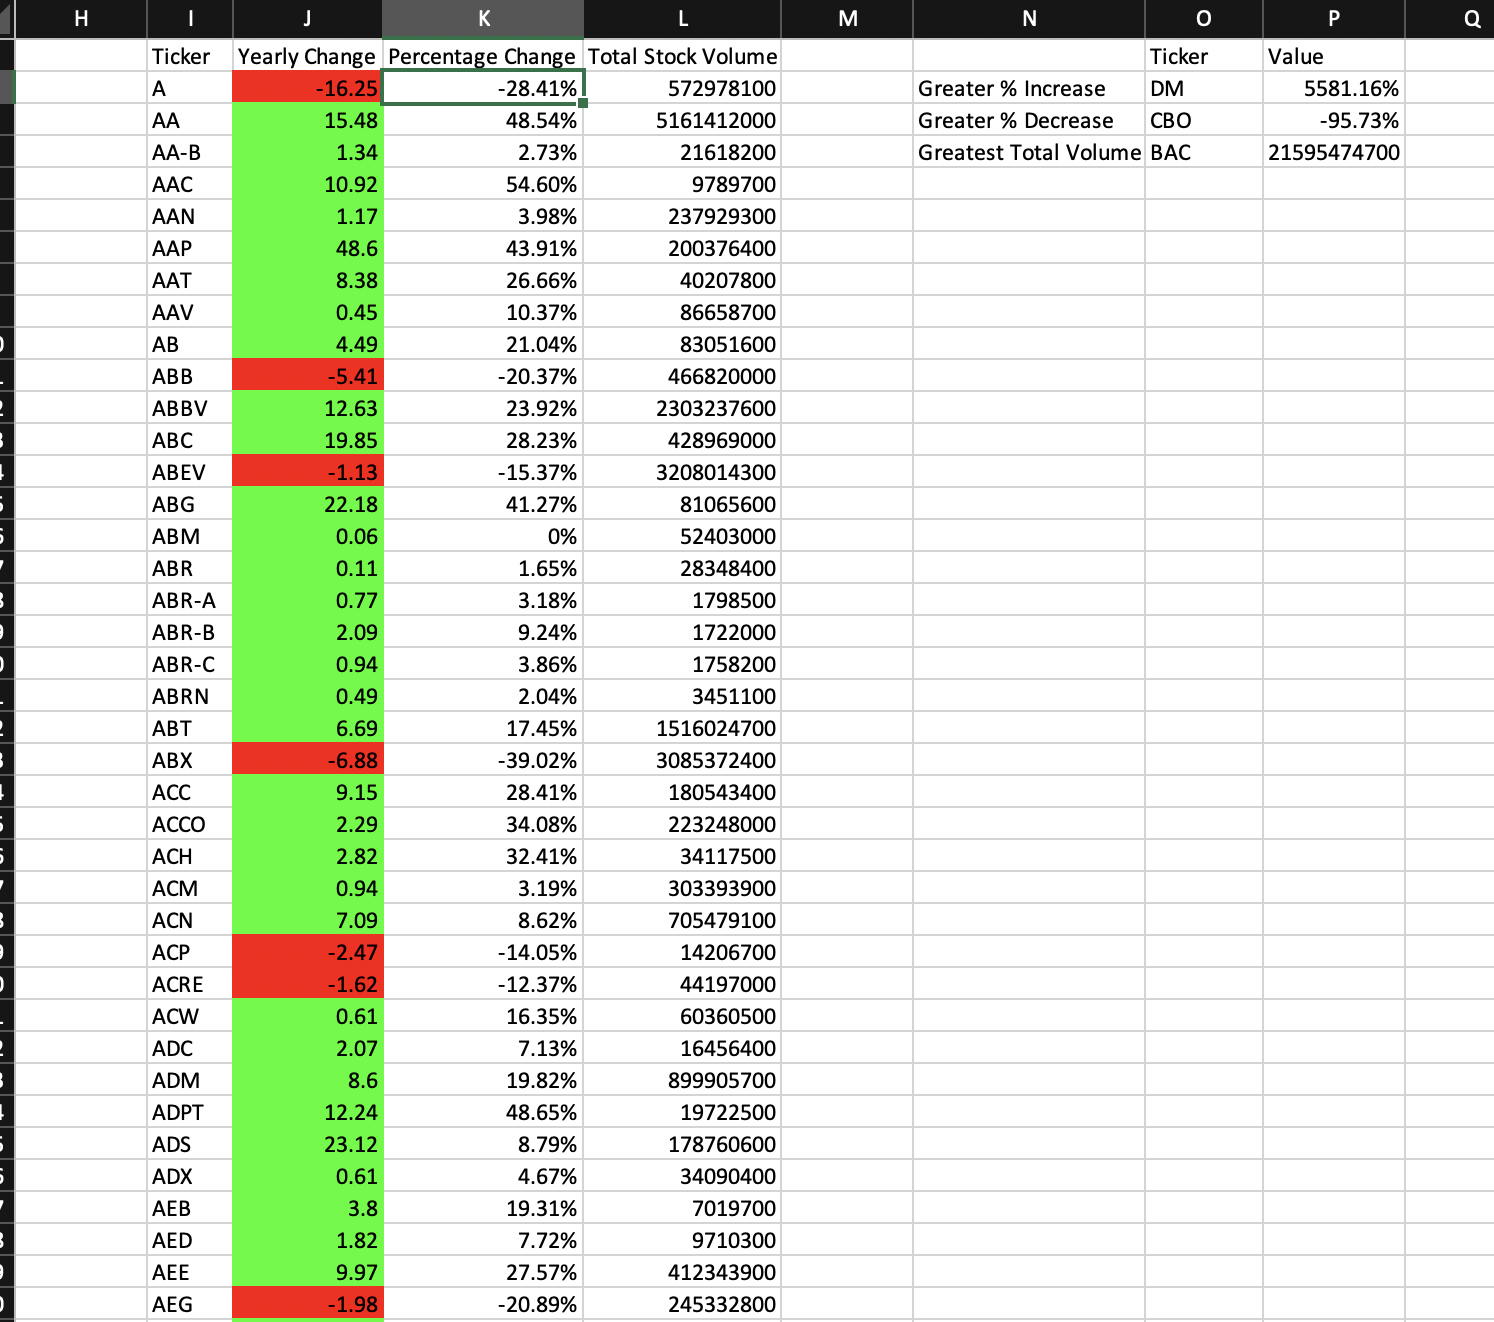 H I J K L M N O P Q
Ticker Yearly Change Percentage Change Total Stock Volume Ticker Value
A -16.25 -28.41% 572978100 Greater % Increase DM 5581.16%
AA 15.48 48.54% 5161412000 Greater % Decrease CBO -95.73%
AA-B 1.34 2.73% 21618200 Greatest Total Volume BAC 21595474700
AAC 10.92 54.60% 9789700
AAN 1.17 3.98% 237929300
AAP 48.6 43.91% 200376400
AAT 8.38 26.66% 40207800
AAV 0.45 10.37% 86658700
AB 4.49 21.04% 83051600
ABB -5.41 -20.37% 466820000
ABBV 12.63 23.92% 2303237600
ABC 19.85 28.23% 428969000
ABEV -1.13 -15.37% 3208014300
ABG 22.18 41.27% 81065600
ABM 0.06 0% 52403000
ABR 0.11 1.65% 28348400
ABR-A 0.77 3.18% 1798500
ABR-B 2.09 9.24% 1722000
ABR-C 0.94 3.86% 1758200
ABRN 0.49 2.04% 3451100
ABT 6.69 17.45% 1516024700
ABX -6.88 -39.02% 3085372400
ACC 9.15 28.41% 180543400
ACCO 2.29 34.08% 223248000
ACH 2.82 32.41% 34117500
ACM 0.94 3.19% 303393900
ACN 7.09 8.62% 705479100
ACP -2.47 -14.05% 14206700
ACRE -1.62 -12.37% 44197000
ACW 0.61 16.35% 60360500
ADC 2.07 7.13% 16456400
ADM 8.6 19.82% 899905700
ADPT 12.24 48.65% 19722500
ADS 23.12 8.79% 178760600
ADX 0.61 4.67% 34090400
AEB 3.8 19.31% 7019700
AED 1.82 7.72% 9710300
AEE 9.97 27.57% 412343900
AEG -1.98 -20.89% 245332800